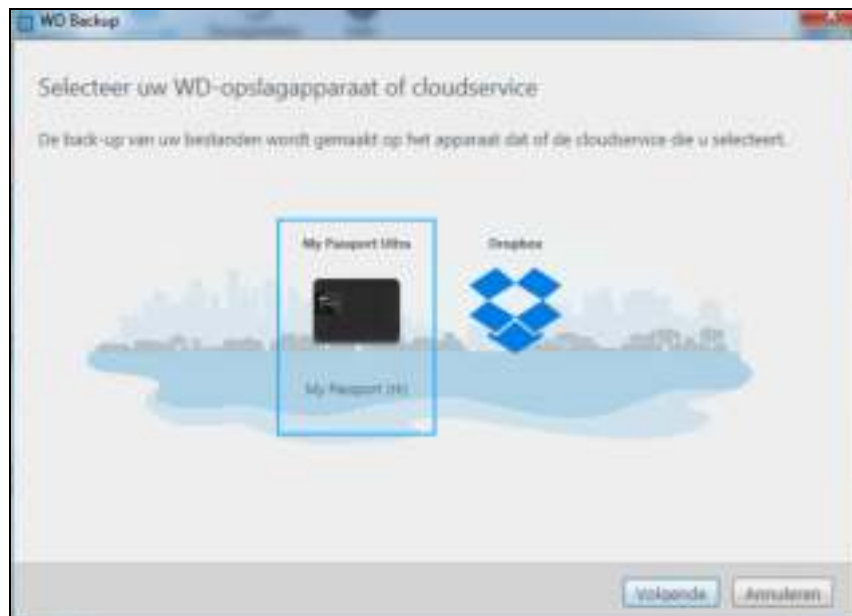 WD Backup
Selecteer uw WD-opslagapparaat of cloudservice
De back-up van uw bestanden wordt gemaakt op het apparaat dat of de cloudservice die u selecteert.
My Passport Ultra
Dropbox
My Passport
Volgende
Annuleren